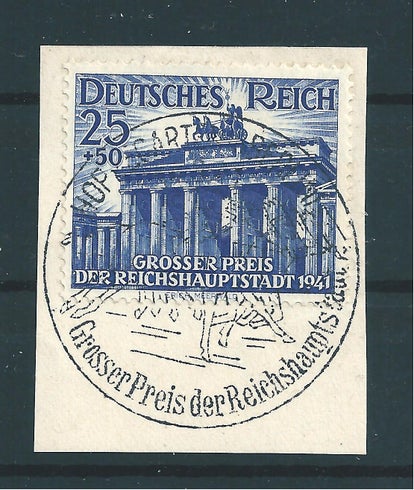 DEUTSCHES REICH
25
+50
GROSSER PREIS
DER REICHSHAUPTSTADT 1941
Grosser Preis der Reichshauptstadt